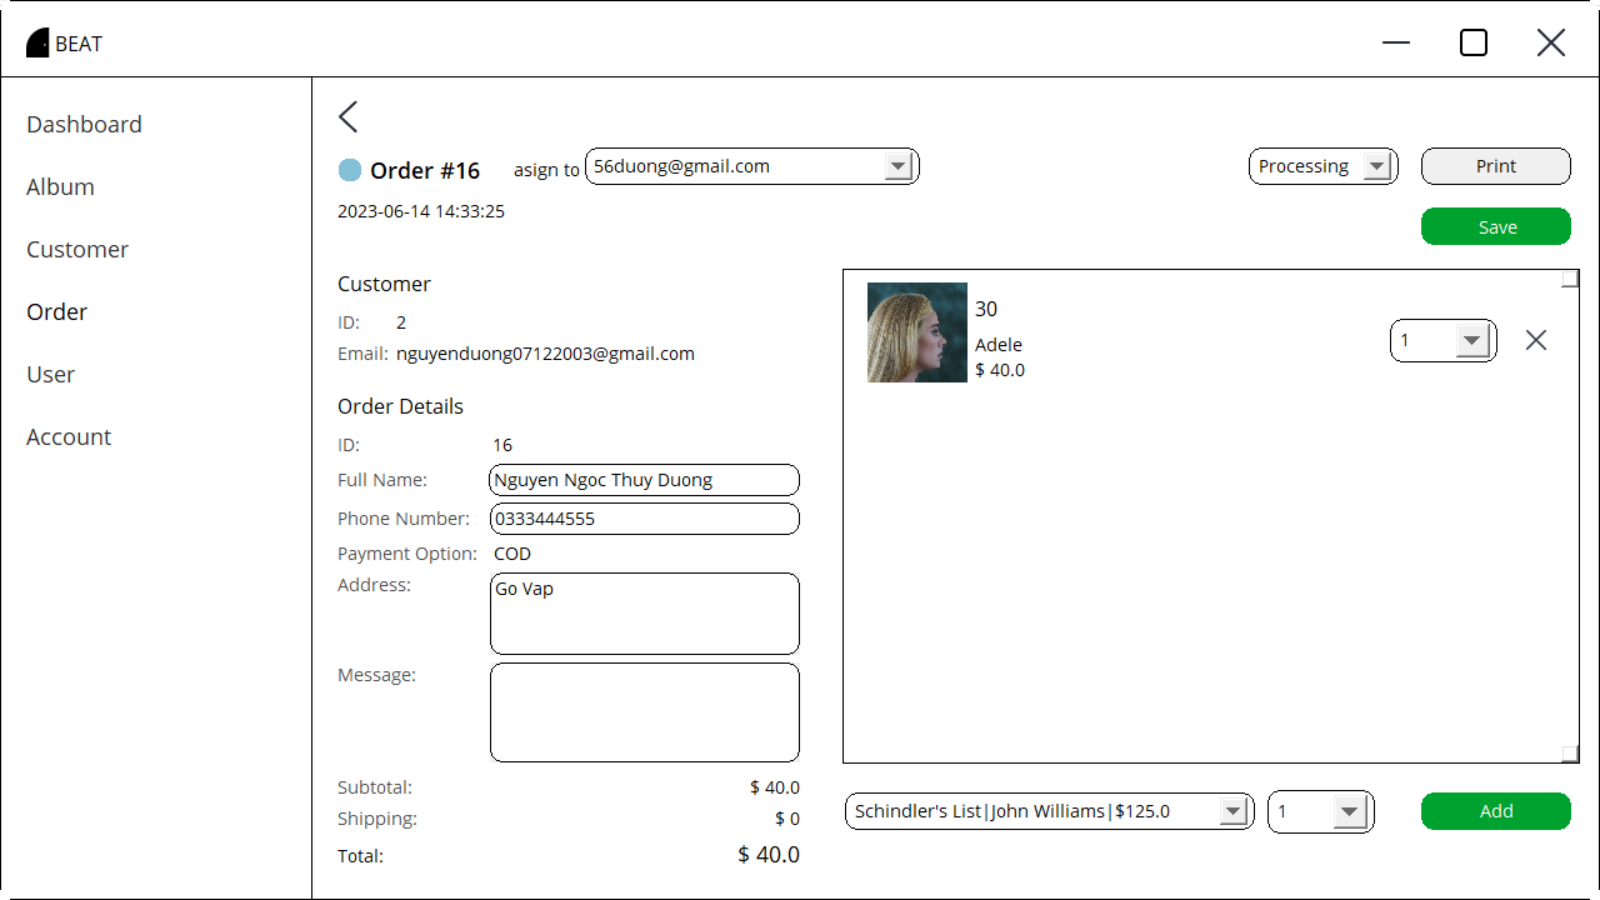 BEAT
Dashboard
Album
Customer
Order
User
Account
Order #16 asign to 56duong@gmail.com Processing Print
2023-06-14 14:33:25
Save
Customer
ID: 2
Email: nguyenduong07122003@gmail.com
Order Details
ID: 16
Full Name: Nguyen Ngoc Thuy Duong
Phone Number: 0333444555
Payment Option: COD
Address: Go Vap
Message:
Subtotal: $ 40.0
Shipping: $ 0
Total: $ 40.0
30
Adele
$ 40.0
1
Schindler's List|John Williams|$125.0 1 Add